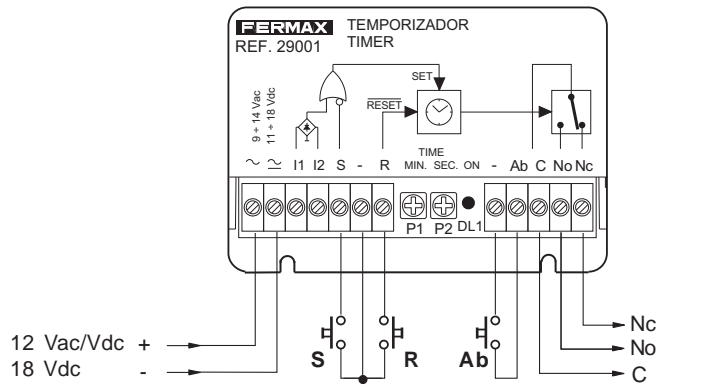 FERMAX TEMPORIZADOR
REF. 29001 TIMER
SET
RESET
9 ÷ 14 Vac
11 ÷ 18 Vdc
TIME
I1 I2 S - R MIN. SEC. ON - Ab C No Nc
P1 P2 DL1
12 Vac/Vdc +
18 Vdc -
S R Ab
Nc
No
C